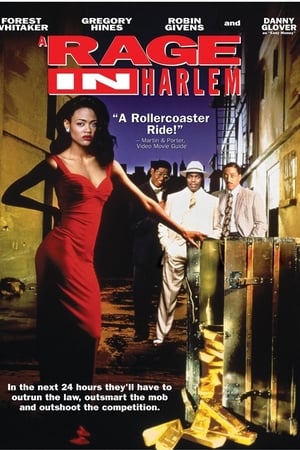 FOREST WHITAKER
GREGORY HINES
ROBIN GIVENS
and
DANNY GLOVER
as "Easy Money"
A
RAGE
IN HARLEM
"A Rollercoaster
Ride!"
– Martin & Porter,
Video Movie Guide
In the next 24 hours they'll have to
outrun the law, outsmart the mob
and outshoot the competition.